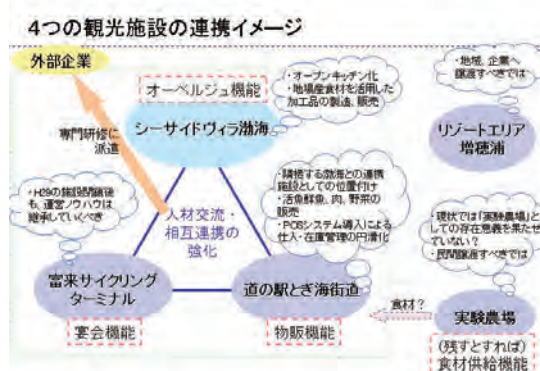 4つの観光施設の連携イメージ
外部企業
オーベルジュ機能
シーサイドヴィラ渤海
・オープンキッチン化
・地場産食材を活用した
加工品の製造、販売
・地域、企業へ
譲渡すべきでは
リゾートエリア
増穂浦
専門研修に
派遣
・H29の施設閉鎖後
も、運営ノウハウは
継承していくべき
人材交流・
相互連携の
強化
・隣接する渤海との連携
施設としての位置付け
・活魚鮮魚、肉、野菜の
販売
・POSシステム導入による
仕入・在庫管理の円滑化
・現状では「実験農場」と
しての存在意義を果たせ
ていない?
・民間譲渡すべきでは
富来サイクリング
ターミナル
道の駅とぎ海街道
食材?
実験農場
宴会機能
物販機能
(残すとすれば)
食材供給機能